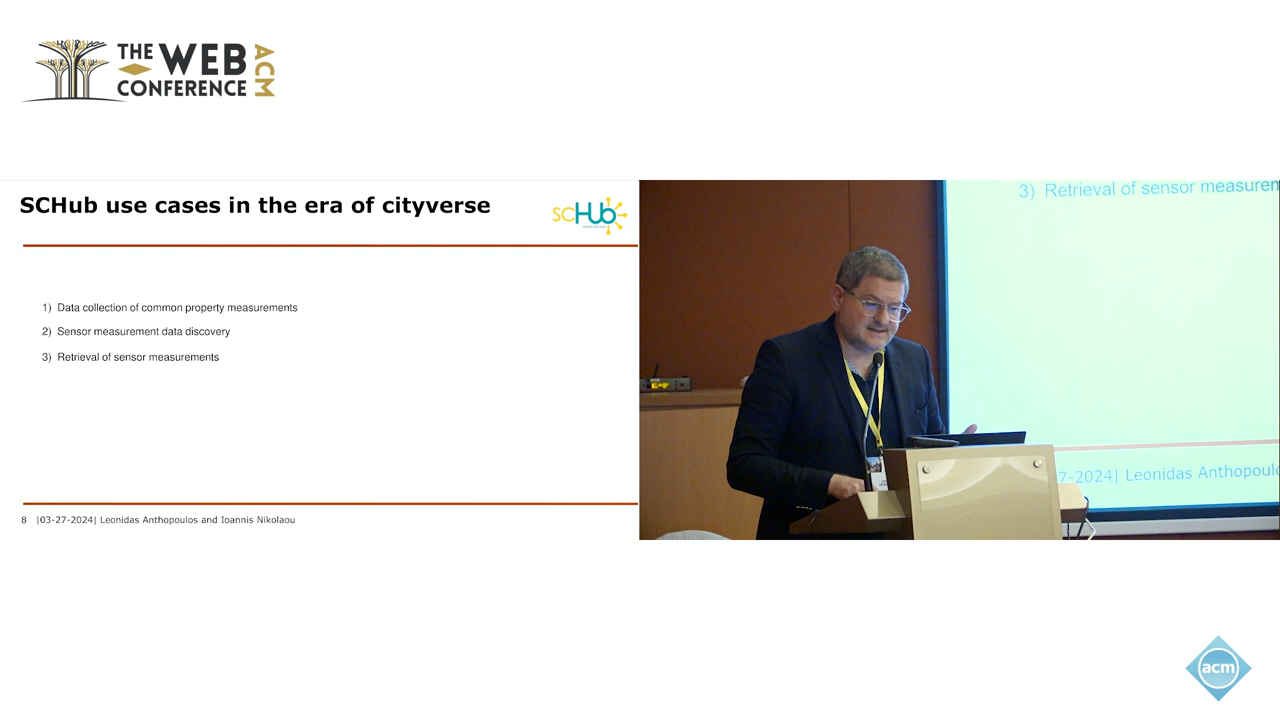 THE WEB
CONFERENCE
ACM
SCHub use cases in the era of cityverse
scHub
1) Data collection of common property measurements
2) Sensor measurement data discovery
3) Retrieval of sensor measurements
8 |03-27-2024| Leonidas Anthopoulos and Ioannis Nikolaou
3) Retrieval of sensor measuren
7-2024| Leonidas Anthopoulo
acm